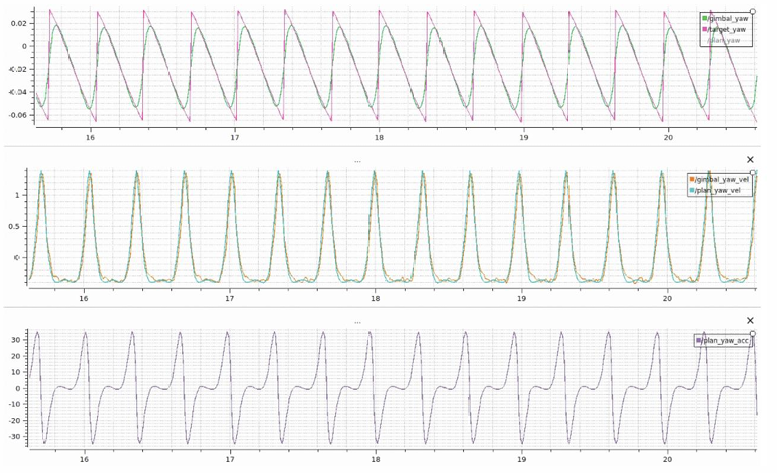 0.02
/gimbal_yaw
/target_yaw
/plan_yaw
0
-0.02
-0.04
-0.06
16 17 18 19 20
...
1
/gimbal_yaw_vel
/plan_yaw_vel
0.5
0
16 17 18 19 20
...
30
/plan_yaw_acc
20
10
0
-10
-20
-30
16 17 18 19 20